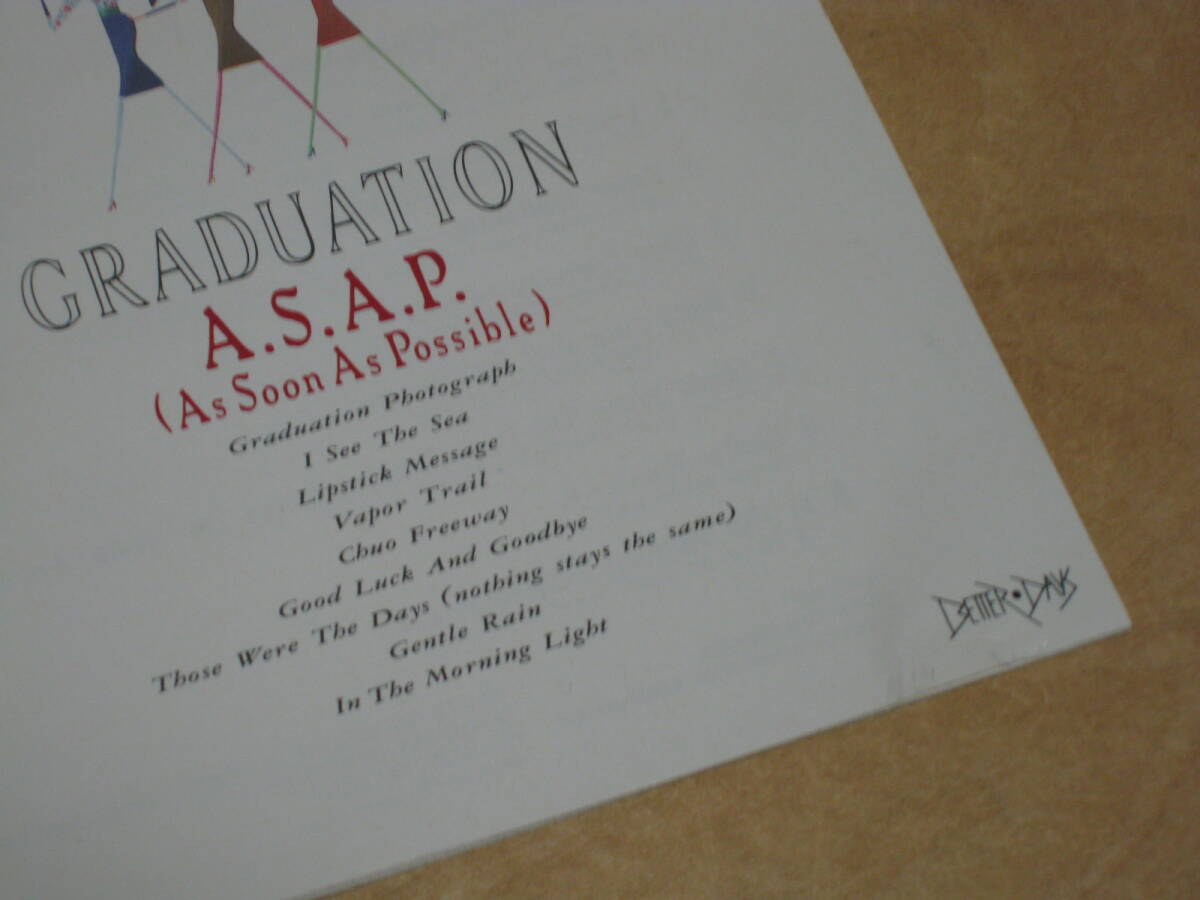 GRADUATION
A.S.A.P.
(As Soon As Possible)
Graduation Photograph
I See The Sea
Lipstick Message
Vapor Trail
Chuo Freeway
Good Luck And Goodbye
Those Were The Days (nothing stays the same)
Gentle Rain
In The Morning Light
BETTER • DAYS